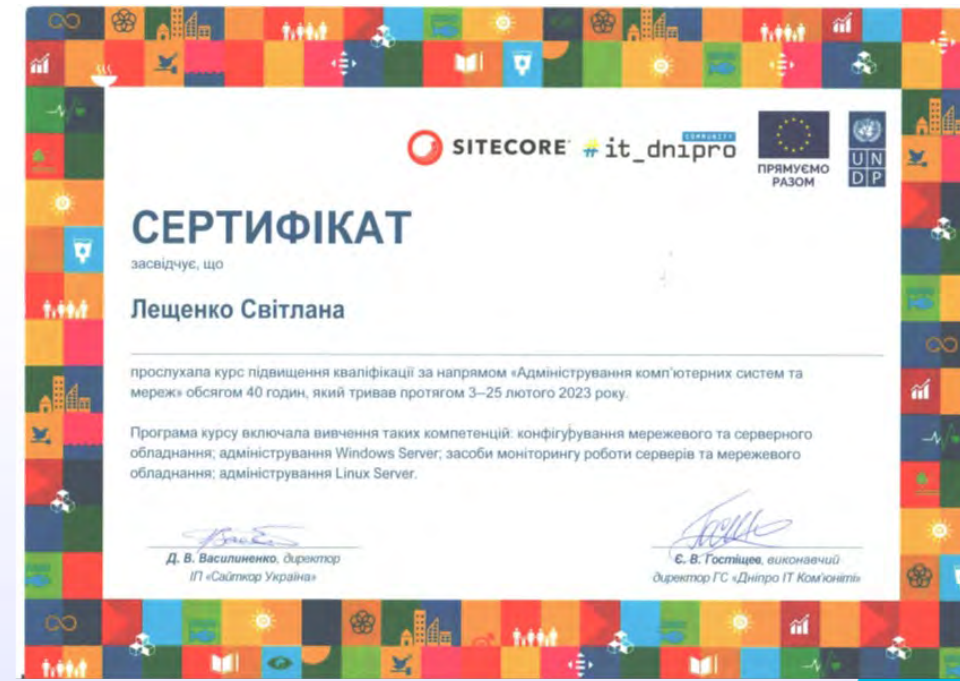 SITECORE
COMMUNITY
#it_dnipro
ПРЯМУЄМО
РАЗОМ
UN
DP
СЕРТИФІКАТ
засвідчує, що
Лещенко Світлана
прослухала курс підвищення кваліфікації за напрямом «Адміністрування комп'ютерних систем та
мереж» обсягом 40 годин, який тривав протягом 3–25 лютого 2023 року.
Програма курсу включала вивчення таких компетенцій: конфігурування мережевого та серверного
обладнання; адміністрування Windows Server; засоби моніторингу роботи серверів та мережевого
обладнання; адміністрування Linux Server.
Д. В. Василиненко, директор
ІП «Сайткор Україна»
Є. В. Гостіщев, виконавчий
директор ГС «Дніпро ІТ Ком'юніті»